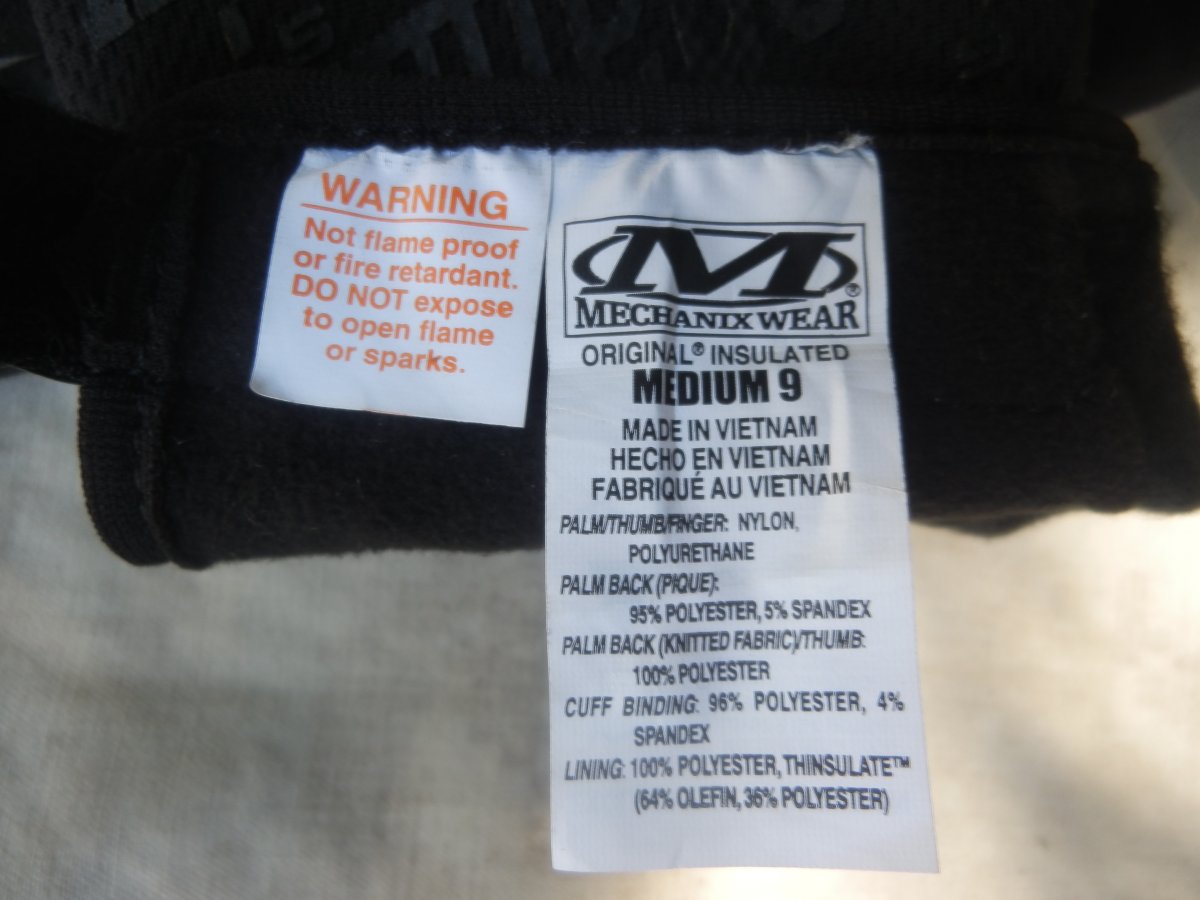 IS
WARNING
Not flame proof
or fire retardant.
DO NOT expose
to open flame
or sparks.
M®
MECHANIX WEAR
ORIGINAL® INSULATED
MEDIUM 9
MADE IN VIETNAM
HECHO EN VIETNAM
FABRIQUÉ AU VIETNAM
PALM/THUMB/FINGER: NYLON,
POLYURETHANE
PALM BACK (PIQUE):
95% POLYESTER, 5% SPANDEX
PALM BACK (KNITTED FABRIC)/THUMB:
100% POLYESTER
CUFF BINDING: 96% POLYESTER, 4%
SPANDEX
LINING: 100% POLYESTER, THINSULATE™
(64% OLEFIN, 36% POLYESTER)